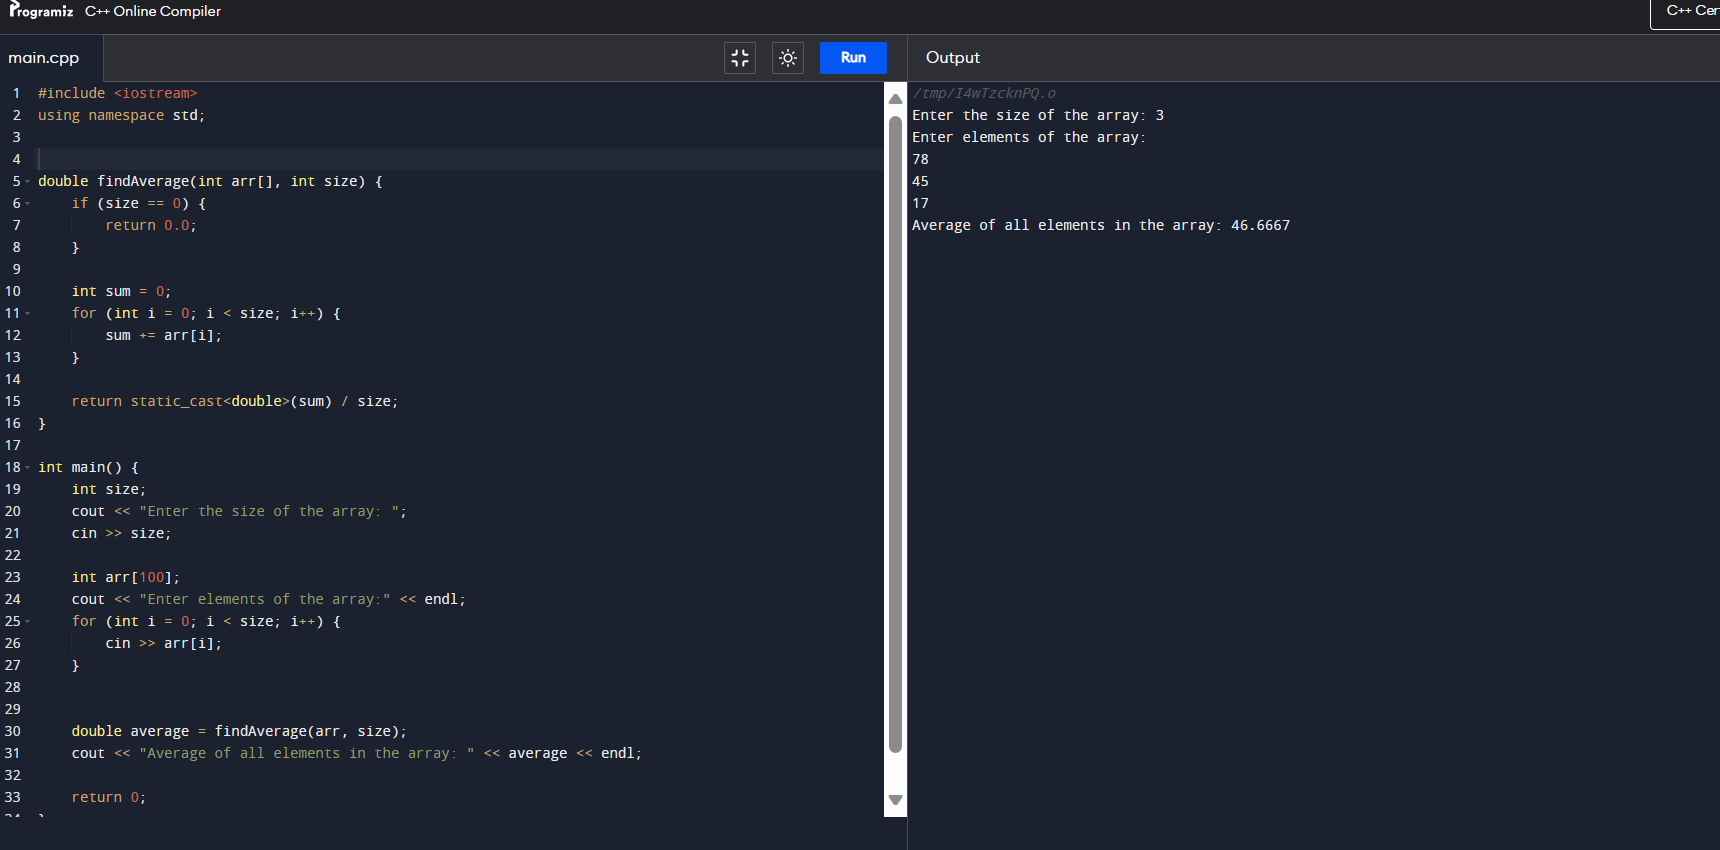 Programiz C++ Online Compiler
C++ Cer
main.cpp
Run
Output
1 #include <iostream>
2 using namespace std;
3
4
5 double findAverage(int arr[], int size) {
6     if (size == 0) {
7         return 0.0;
8     }
9
10     int sum = 0;
11     for (int i = 0; i < size; i++) {
12         sum += arr[i];
13     }
14
15     return static_cast<double>(sum) / size;
16 }
17
18 int main() {
19     int size;
20     cout << "Enter the size of the array: ";
21     cin >> size;
22
23     int arr[100];
24     cout << "Enter elements of the array:" << endl;
25     for (int i = 0; i < size; i++) {
26         cin >> arr[i];
27     }
28
29
30     double average = findAverage(arr, size);
31     cout << "Average of all elements in the array: " << average << endl;
32
33     return 0;
/tmp/I4wTzcknPQ.o
Enter the size of the array: 3
Enter elements of the array:
78
45
17
Average of all elements in the array: 46.6667